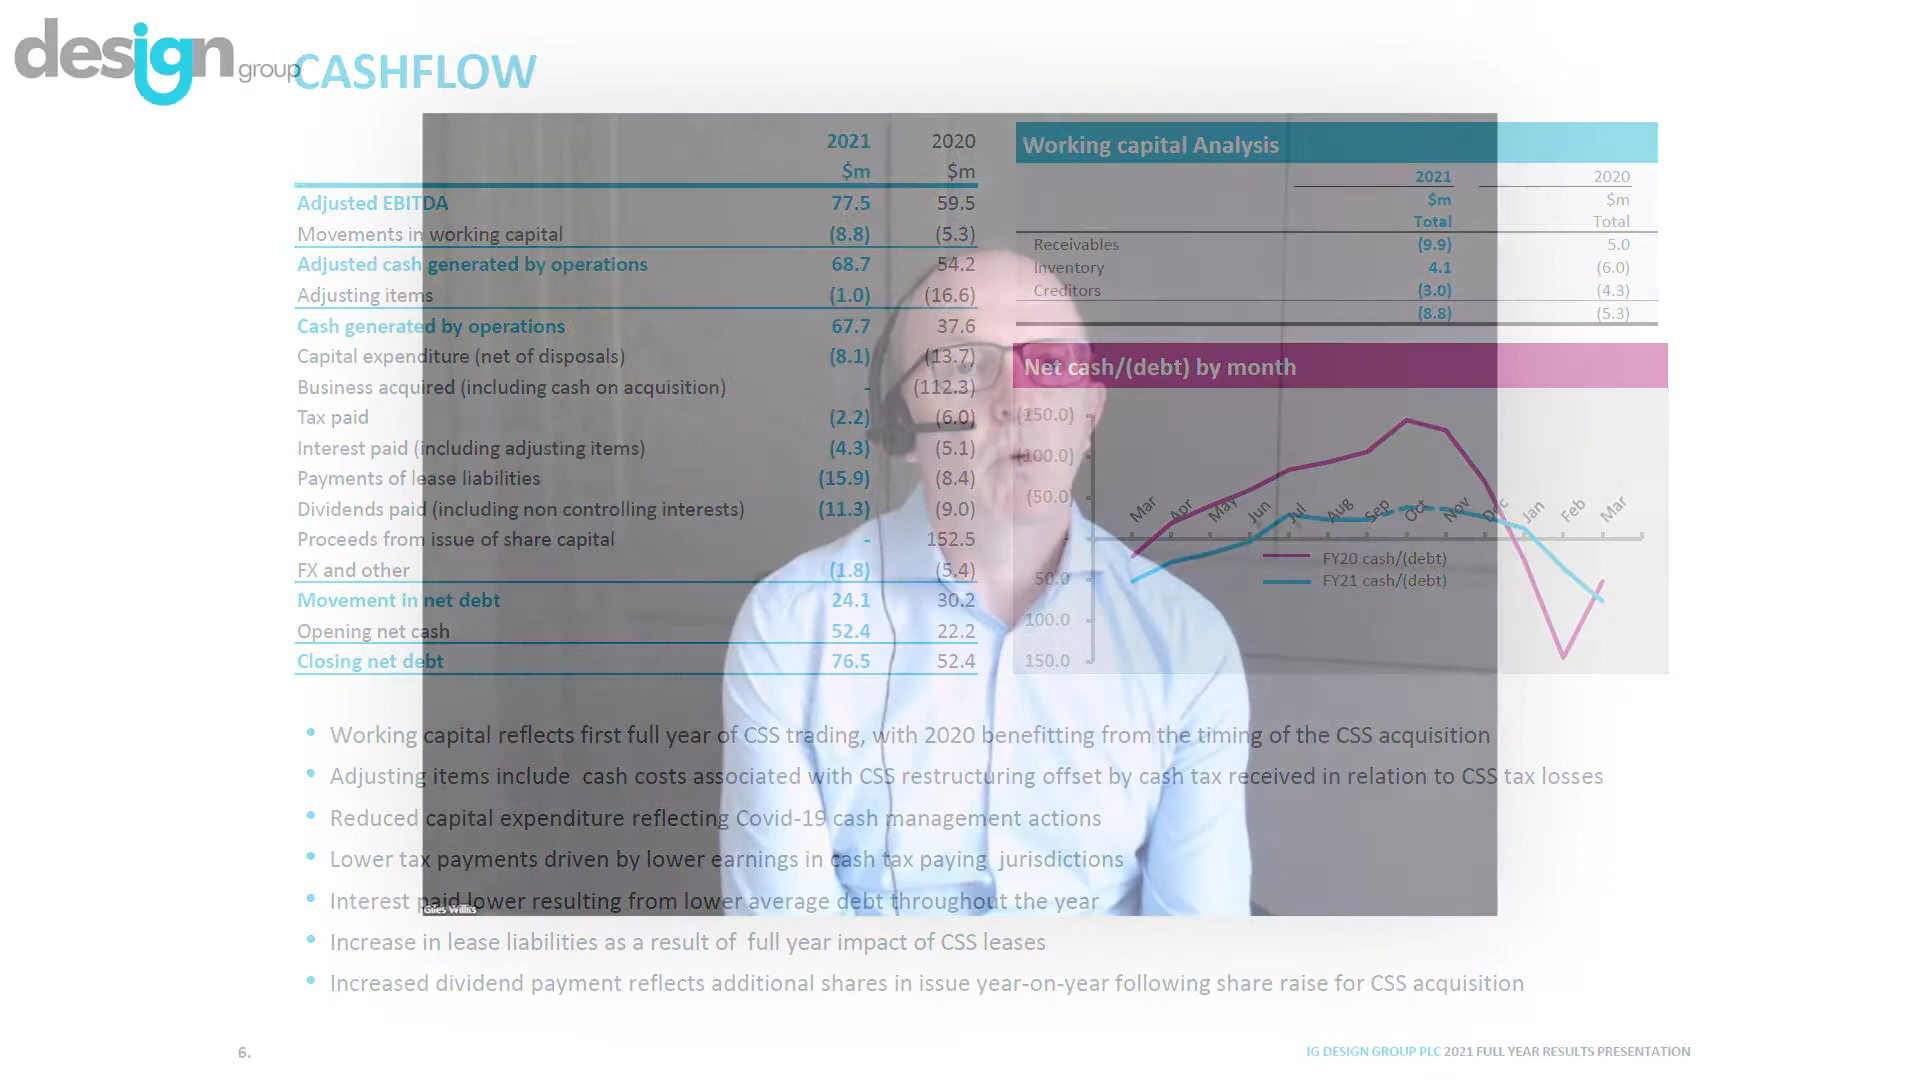 design group
CASHFLOW
2021 2020
$m $m
Adjusted EBITDA 77.5 59.5
Movements in working capital (8.8) (5.3)
Adjusted cash generated by operations 68.7 54.2
Adjusting items (1.0) (16.6)
Cash generated by operations 67.7 37.6
Capital expenditure (net of disposals) (8.1) (13.7)
Business acquired (including cash on acquisition) - (112.3)
Tax paid (2.2) (6.0)
Interest paid (including adjusting items) (4.3) (5.1)
Payments of lease liabilities (15.9) (8.4)
Dividends paid (including non controlling interests) (11.3) (9.0)
Proceeds from issue of share capital - 152.5
FX and other (1.8) (5.4)
Movement in net debt 24.1 30.2
Opening net cash 52.4 22.2
Closing net debt 76.5 52.4
Working capital Analysis
2021 2020
$m $m
Total Total
Receivables (9.9) 5.0
Inventory 4.1 (6.0)
Creditors (3.0) (4.3)
(8.8) (5.3)
Net cash/(debt) by month
(150.0)
(100.0)
(50.0)
-
50.0
100.0
150.0
Mar Apr May Jun Jul Aug Sep Oct Nov Dec Jan Feb Mar
FY20 cash/(debt)
FY21 cash/(debt)
• Working capital reflects first full year of CSS trading, with 2020 benefitting from the timing of the CSS acquisition
• Adjusting items include cash costs associated with CSS restructuring offset by cash tax received in relation to CSS tax losses
• Reduced capital expenditure reflecting Covid-19 cash management actions
• Lower tax payments driven by lower earnings in cash tax paying jurisdictions
• Interest paid lower resulting from lower average debt throughout the year
• Increase in lease liabilities as a result of full year impact of CSS leases
• Increased dividend payment reflects additional shares in issue year-on-year following share raise for CSS acquisition
Giles Willits
6.
IG DESIGN GROUP PLC 2021 FULL YEAR RESULTS PRESENTATION